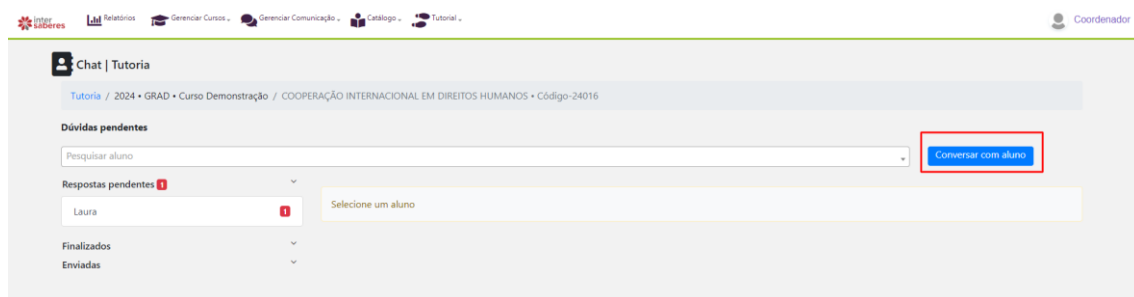 inter saberes Relatórios Gerenciar Cursos Gerenciar Comunicação Catálogo Tutorial Coordenador
Chat | Tutoria
Tutoria / 2024 • GRAD • Curso Demonstração / COOPERAÇÃO INTERNACIONAL EM DIREITOS HUMANOS • Código-24016
Dúvidas pendentes
Pesquisar aluno Conversar com aluno
Respostas pendentes 1
Laura 1
Selecione um aluno
Finalizados
Enviadas